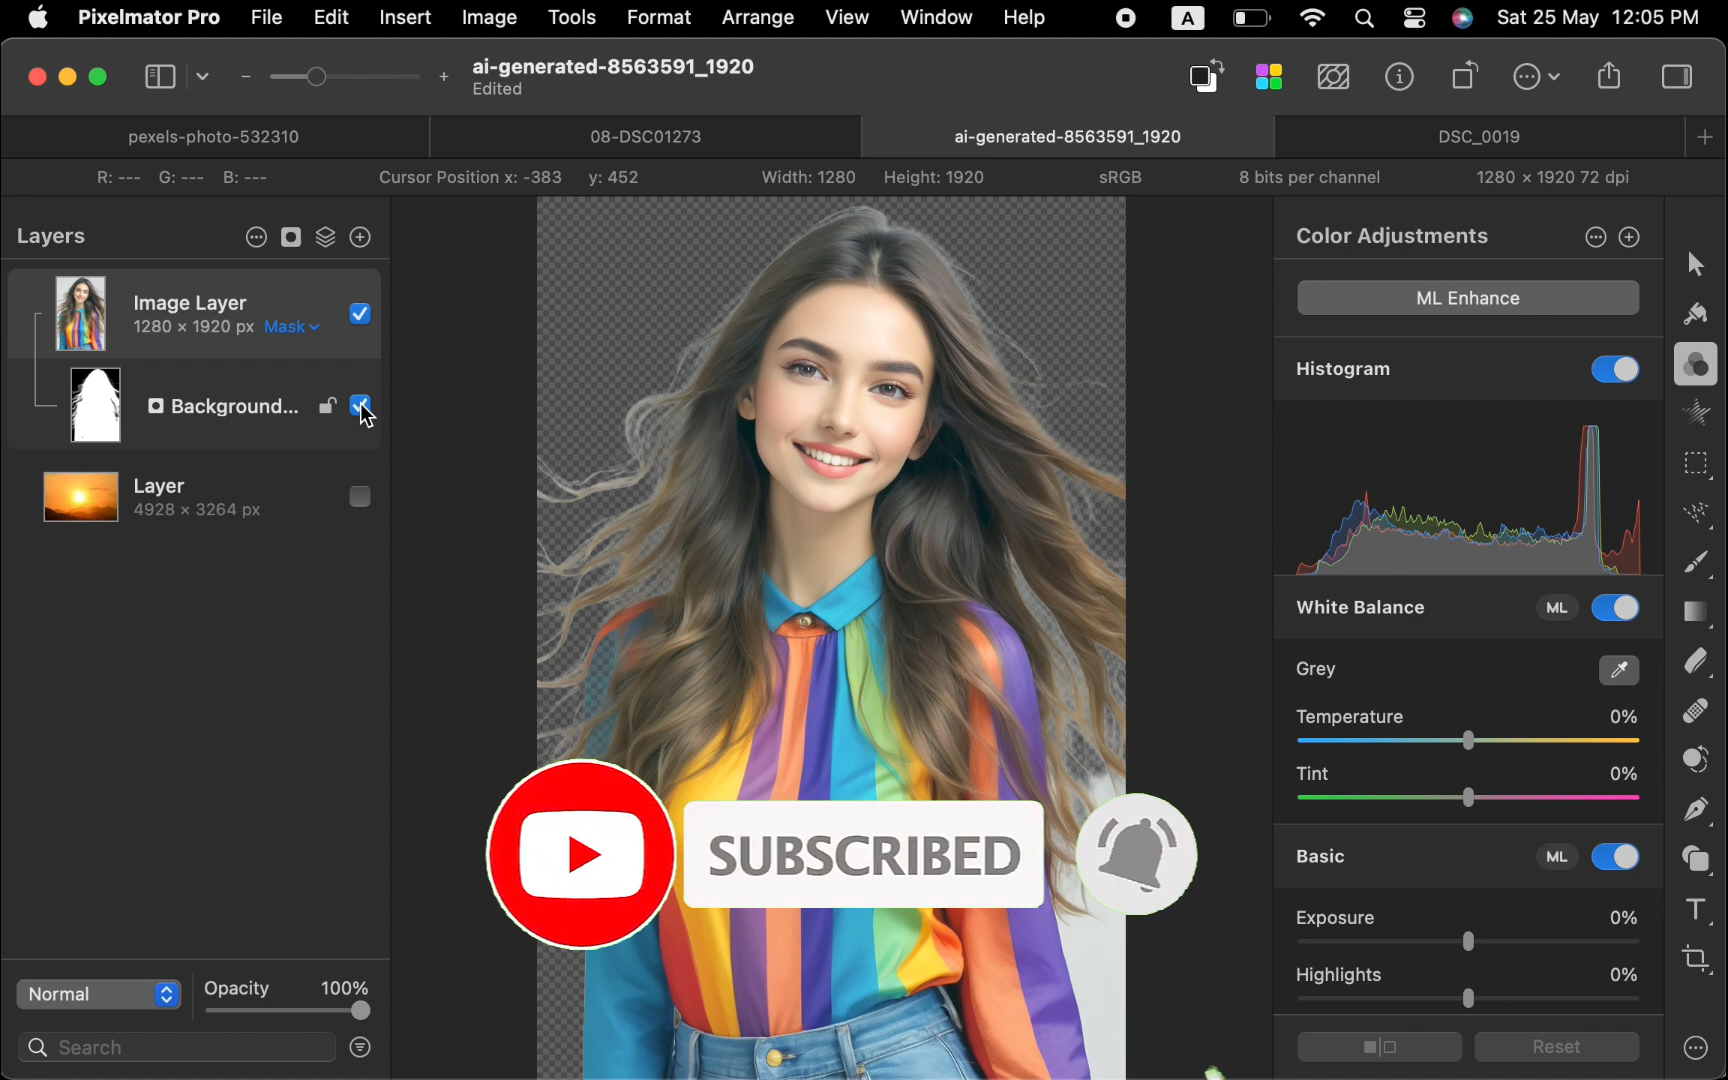 Pixelmator Pro File Edit Insert Image Tools Format Arrange View Window Help A Sat 25 May 12:05 PM
ai-generated-8563591_1920
Edited
pexels-photo-532310 08-DSC01273 ai-generated-8563591_1920 DSC_0019
R: --- G: --- B: --- Cursor Position x: -383 y: 452 Width: 1280 Height: 1920 sRGB 8 bits per channel 1280 × 1920 72 dpi
Layers
Image Layer
1280 × 1920 px Mask
Background...
Layer
4928 × 3264 px
Normal Opacity 100%
Search
SUBSCRIBED
Color Adjustments
ML Enhance
Histogram
White Balance ML
Grey
Temperature 0%
Tint 0%
Basic ML
Exposure 0%
Highlights 0%
Reset
T